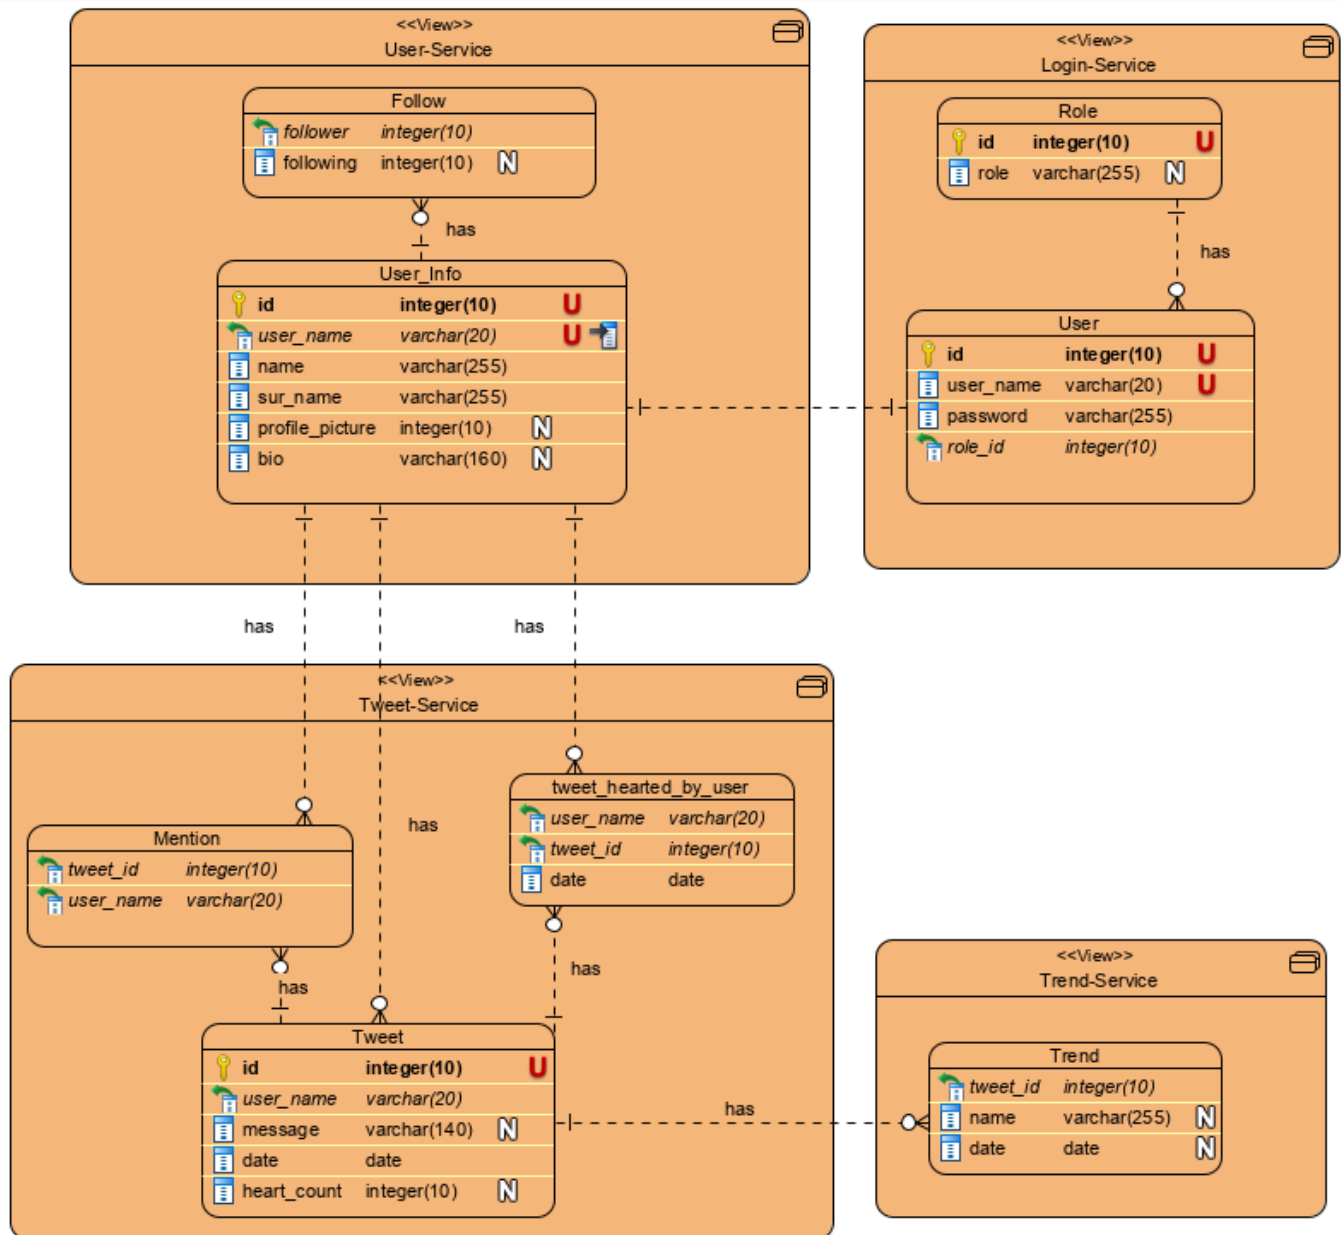 <<View>>
User-Service
Follow
follower integer(10)
following integer(10) N
has
User_Info
id integer(10) U
user_name varchar(20) U
name varchar(255)
sur_name varchar(255)
profile_picture integer(10) N
bio varchar(160) N
<<View>>
Login-Service
Role
id integer(10) U
role varchar(255) N
has
User
id integer(10) U
user_name varchar(20) U
password varchar(255)
role_id integer(10)
has
has
<<View>>
Tweet-Service
has
tweet_hearted_by_user
user_name varchar(20)
tweet_id integer(10)
date date
Mention
tweet_id integer(10)
user_name varchar(20)
has
has
Tweet
id integer(10) U
user_name varchar(20)
message varchar(140) N
date date
heart_count integer(10) N
has
<<View>>
Trend-Service
Trend
tweet_id integer(10)
name varchar(255) N
date date N